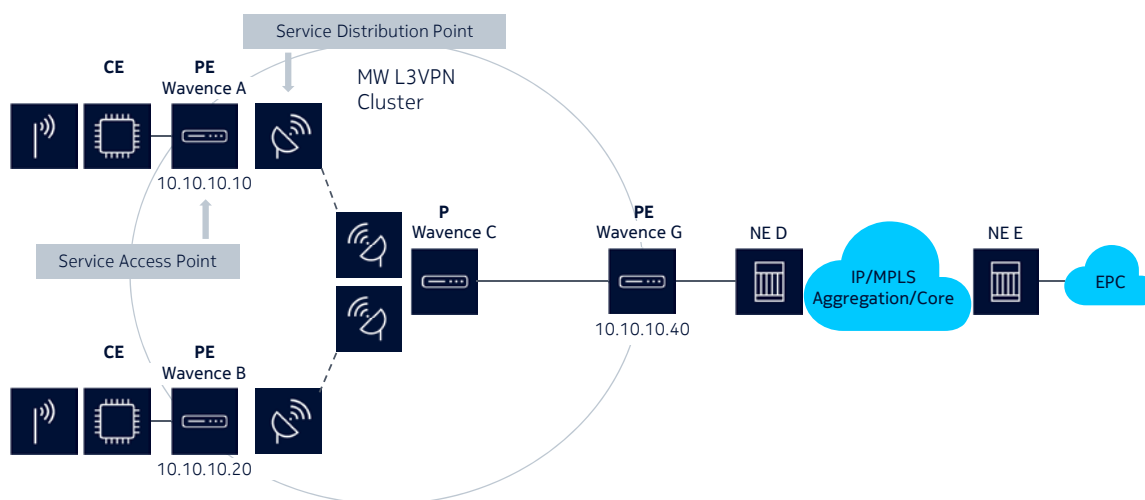 Service Distribution Point
CE
PE
Wavence A
MW L3VPN
Cluster
10.10.10.10
Service Access Point
P
Wavence C
PE
Wavence G
10.10.10.40
NE D
IP/MPLS
Aggregation/Core
NE E
EPC
CE
PE
Wavence B
10.10.10.20